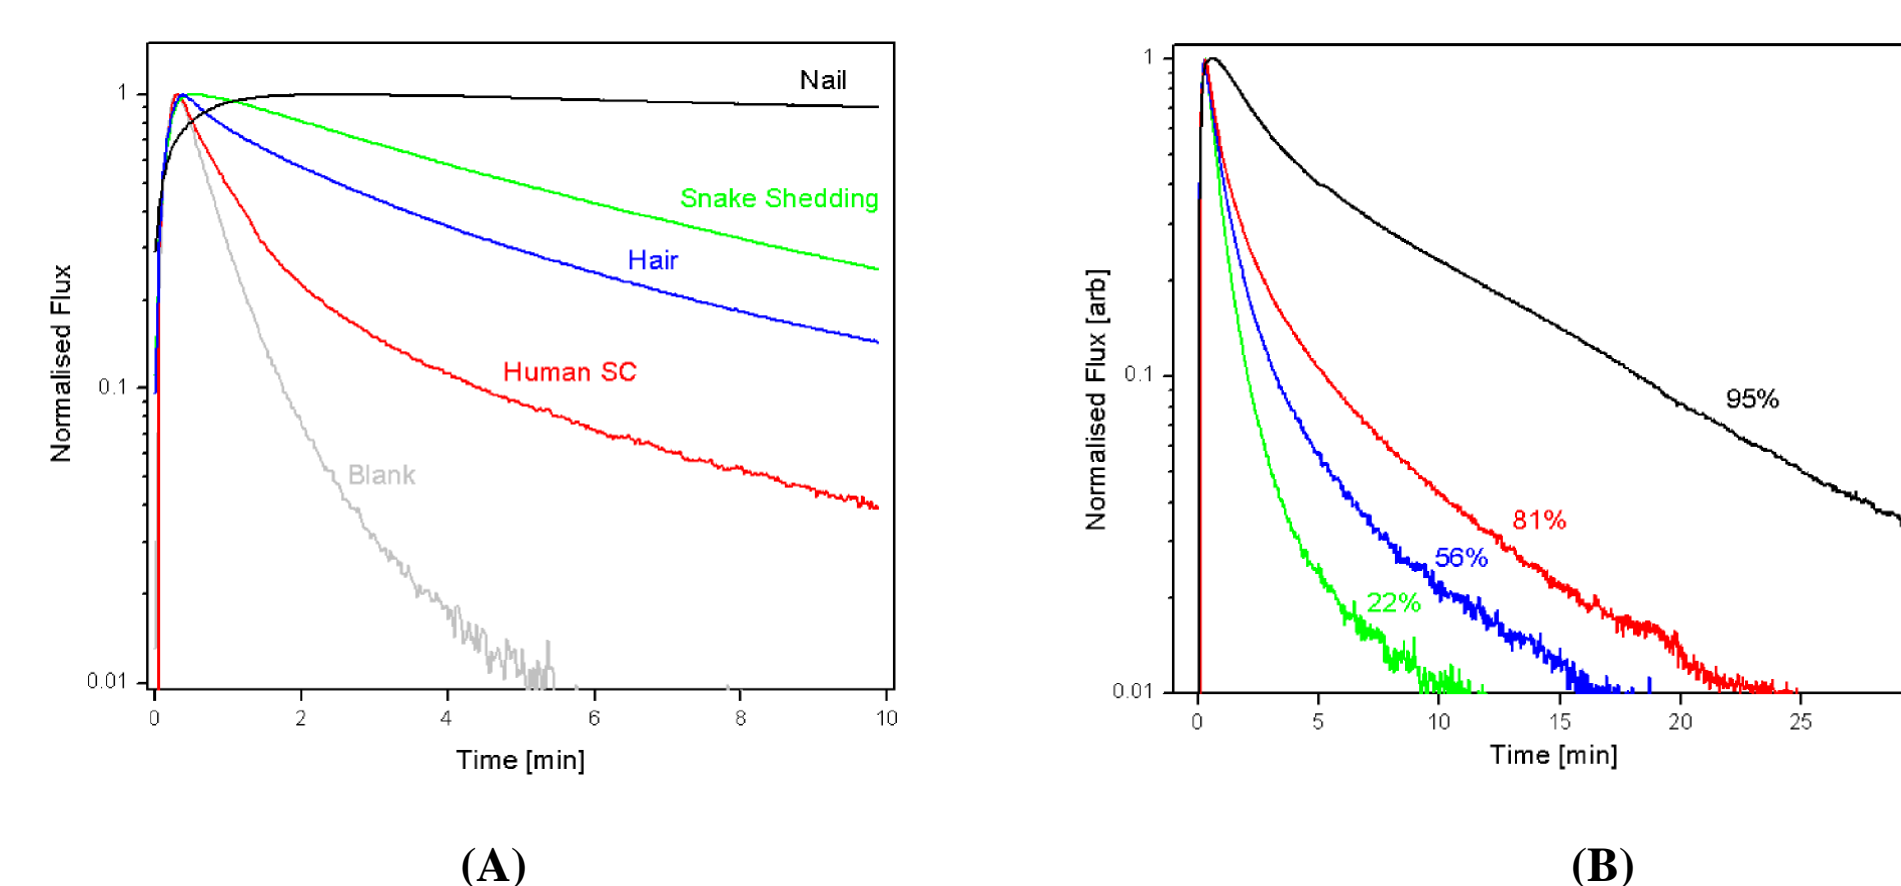 Normalised Flux
1
0.1
0.01
Nail
Snake Shedding
Hair
Human SC
Blank
0 2 4 6 8 10
Time [min]
(A)
Normalised Flux [arb]
1
0.1
0.01
95%
81%
56%
22%
0 5 10 15 20 25
Time [min]
(B)